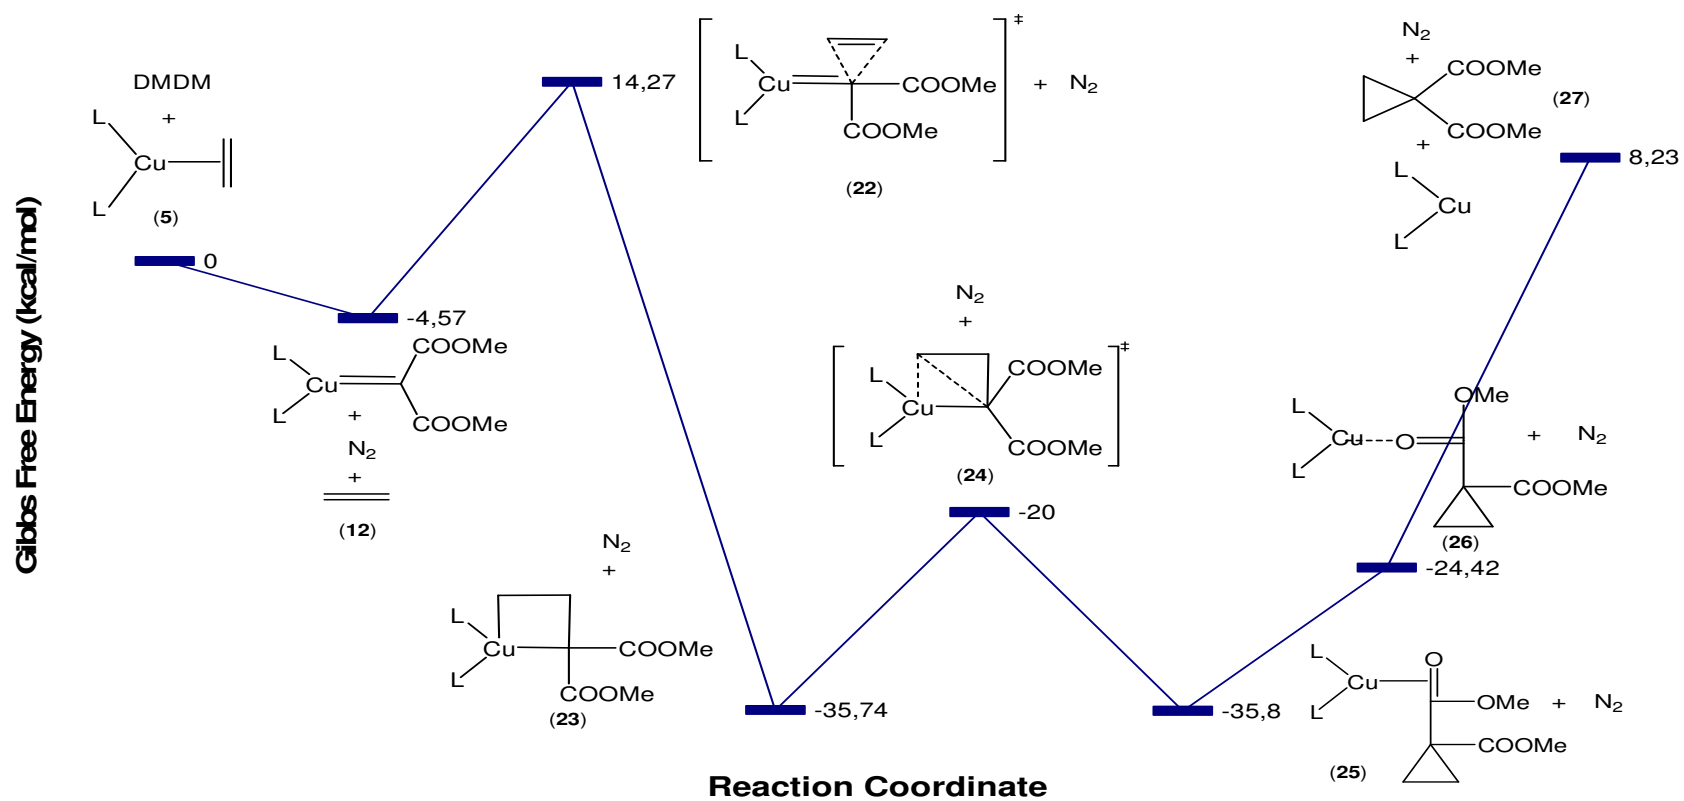 Gibbs Free Energy (kcal/mol)
DMDM
+
L
Cu
L
(5)
0
-4,57
L
Cu
L
COOMe
COOMe
+
N2
+
(12)
14,27
L
Cu
L
COOMe
COOMe
‡
+ N2
(22)
N2
+
L
Cu
L
COOMe
COOMe
(23)
-35,74
N2
+
L
Cu
L
COOMe
COOMe
‡
(24)
-20
-35,8
L
Cu
L
O
OMe
COOMe
+ N2
(25)
L
Cu
L
O
OMe
COOMe
+ N2
(26)
-24,42
N2
+
COOMe
COOMe
(27)
+
L
Cu
L
8,23
Reaction Coordinate